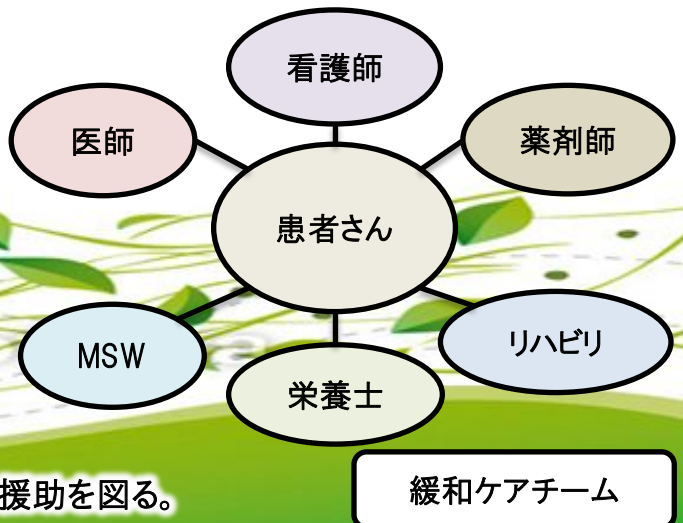 看護師
医師
薬剤師
患者さん
MSW
リハビリ
栄養士
援助を図る。
緩和ケアチーム